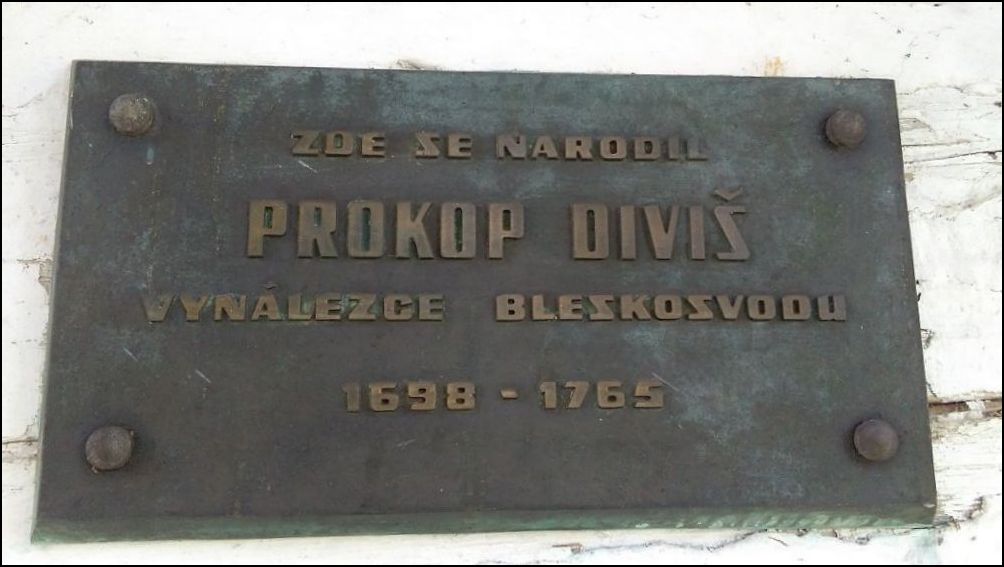 ZDE SE NARODIL
PROKOP DIVIŠ
VYNÁLEZCE BLESKOSVODU
1698 - 1765